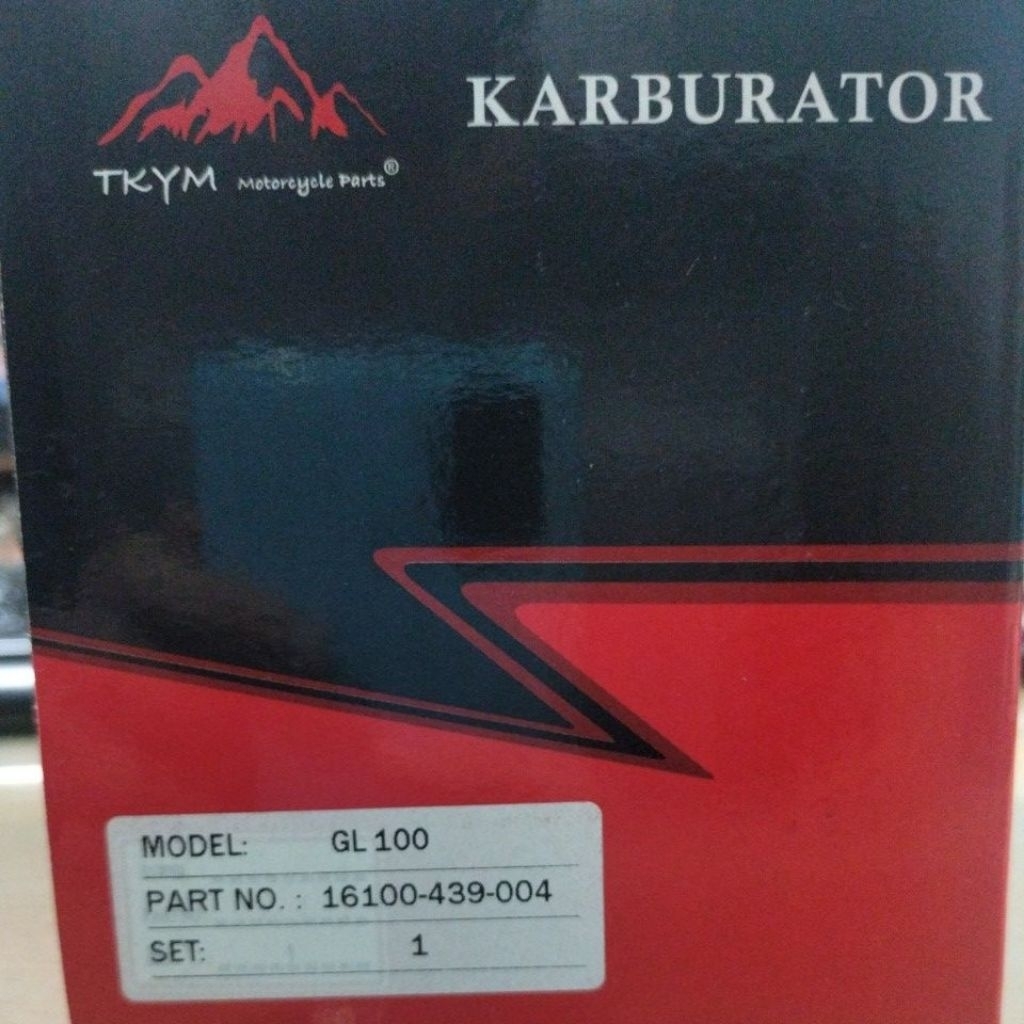 KARBURATOR
TKYM Motorcycle Parts®
MODEL: GL 100
PART NO. : 16100-439-004
SET: 1